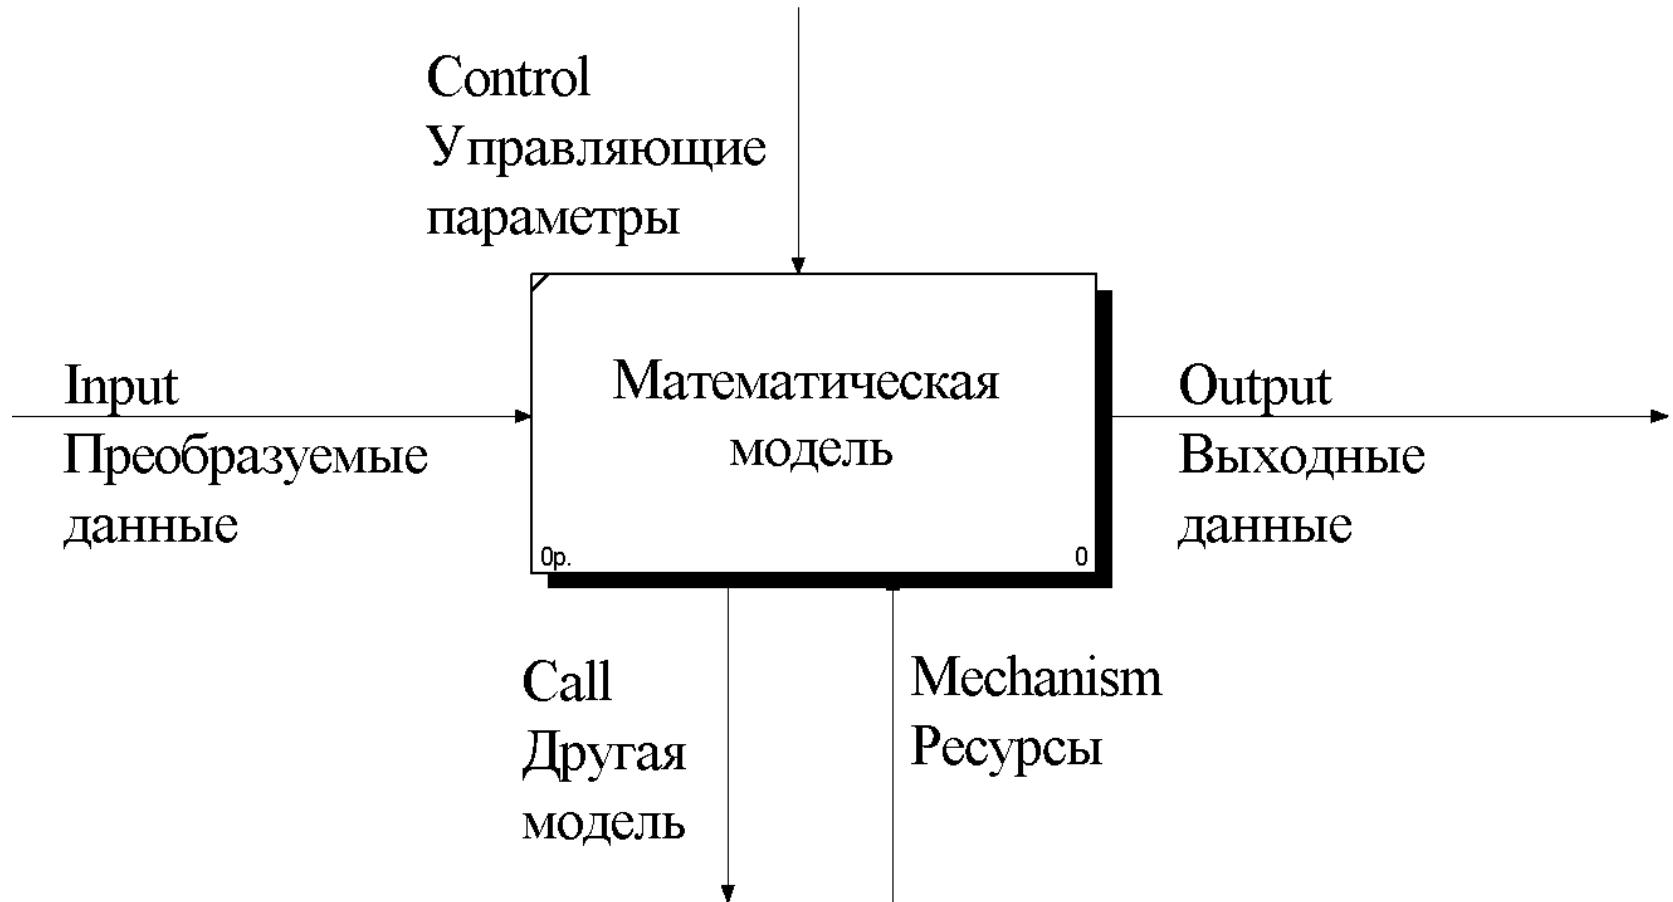 Control
Управляющие
параметры
Input
Преобразуемые
данные
Математическая
модель
0р.
0
Output
Выходные
данные
Call
Другая
модель
Mechanism
Ресурсы